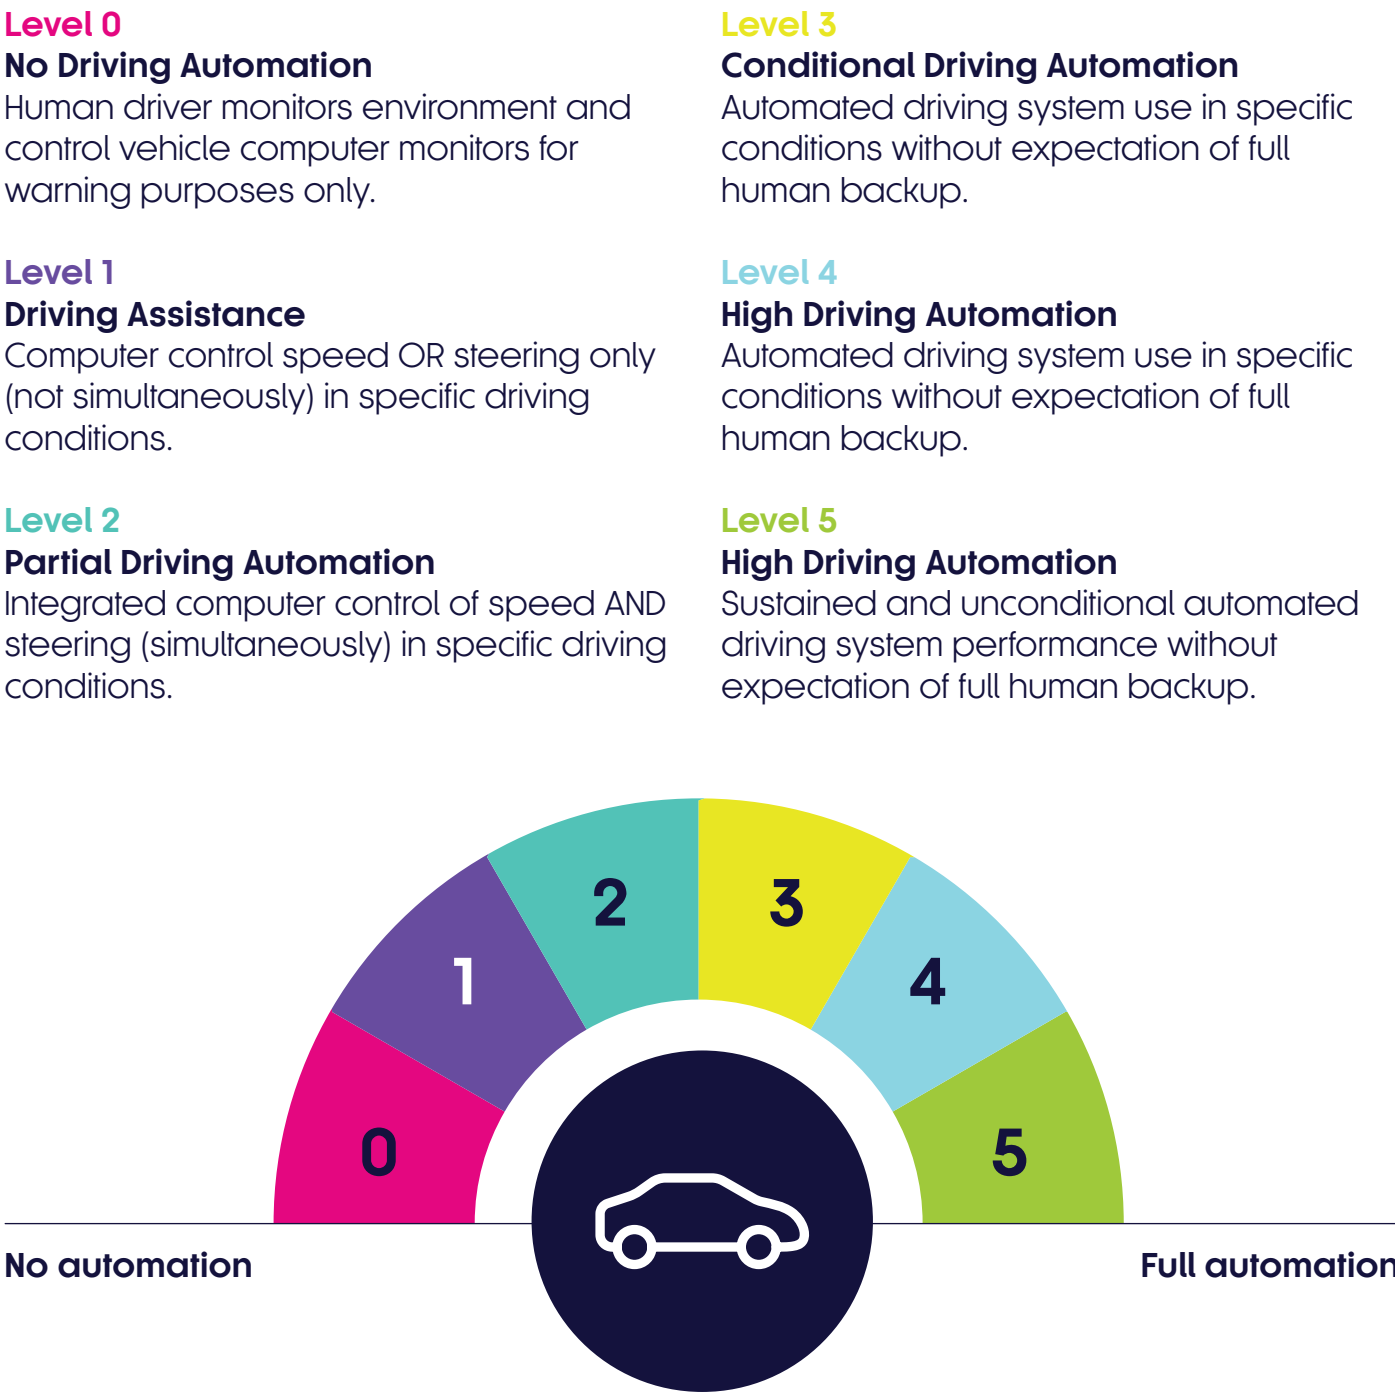 Level 0
No Driving Automation
Human driver monitors environment and
control vehicle computer monitors for
warning purposes only.
Level 1
Driving Assistance
Computer control speed OR steering only
(not simultaneously) in specific driving
conditions.
Level 2
Partial Driving Automation
Integrated computer control of speed AND
steering (simultaneously) in specific driving
conditions.
Level 3
Conditional Driving Automation
Automated driving system use in specific
conditions without expectation of full
human backup.
Level 4
High Driving Automation
Automated driving system use in specific
conditions without expectation of full
human backup.
Level 5
High Driving Automation
Sustained and unconditional automated
driving system performance without
expectation of full human backup.
0
1
2
3
4
5
No automation
Full automation